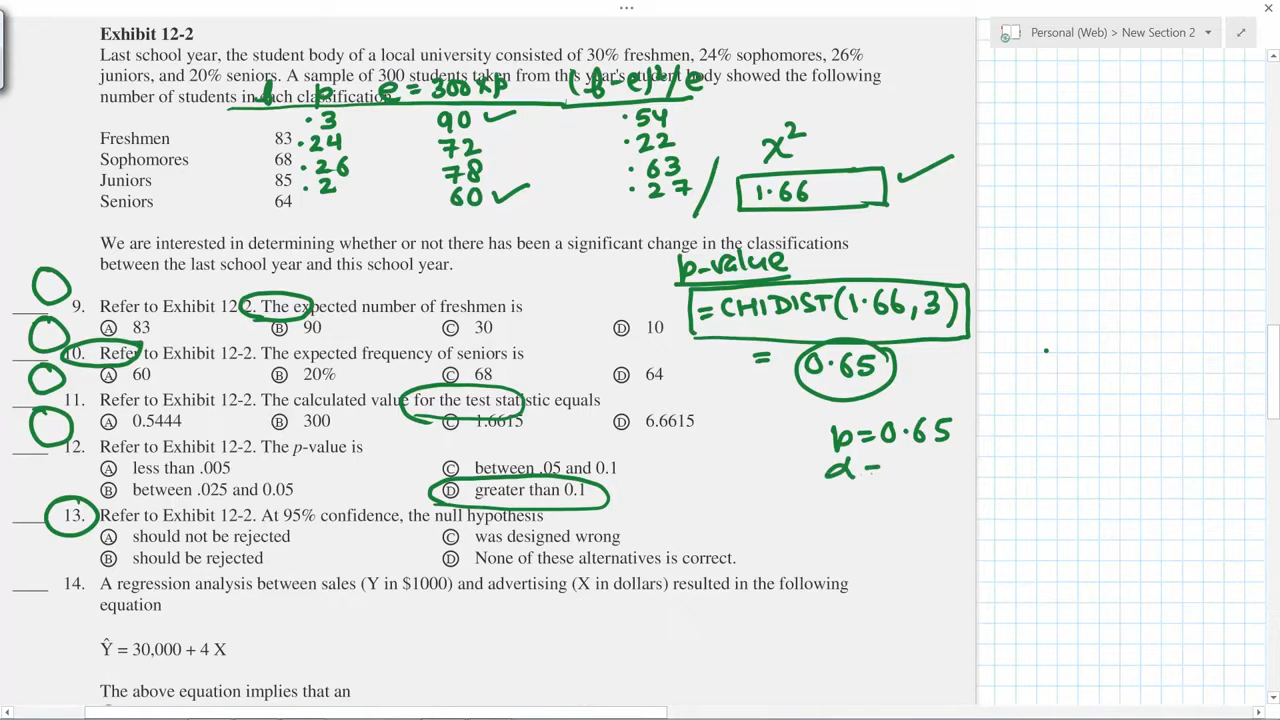 Personal (Web) > New Section 2
Exhibit 12-2
Last school year, the student body of a local university consisted of 30% freshmen, 24% sophomores, 26%
juniors, and 20% seniors. A sample of 300 students taken from this year's student body showed the following
number of students in each classification.
f p e = 300xp (f-e)²/e
.3 90 .54
Freshmen 83 .24 72 .22
Sophomores 68 .26 78 .63
Juniors 85 .2 60 .27
Seniors 64
x²
1.66
We are interested in determining whether or not there has been a significant change in the classifications
between the last school year and this school year.
p-value
= CHIDIST(1.66,3)
= 0.65
p=0.65
α =
9. Refer to Exhibit 12-2. The expected number of freshmen is
A 83 B 90 C 30 D 10
10. Refer to Exhibit 12-2. The expected frequency of seniors is
A 60 B 20% C 68 D 64
11. Refer to Exhibit 12-2. The calculated value for the test statistic equals
A 0.5444 B 300 C 1.6615 D 6.6615
12. Refer to Exhibit 12-2. The p-value is
A less than .005 C between .05 and 0.1
B between .025 and 0.05 D greater than 0.1
13. Refer to Exhibit 12-2. At 95% confidence, the null hypothesis
A should not be rejected C was designed wrong
B should be rejected D None of these alternatives is correct.
14. A regression analysis between sales (Y in $1000) and advertising (X in dollars) resulted in the following
equation
Ŷ = 30,000 + 4 X
The above equation implies that an